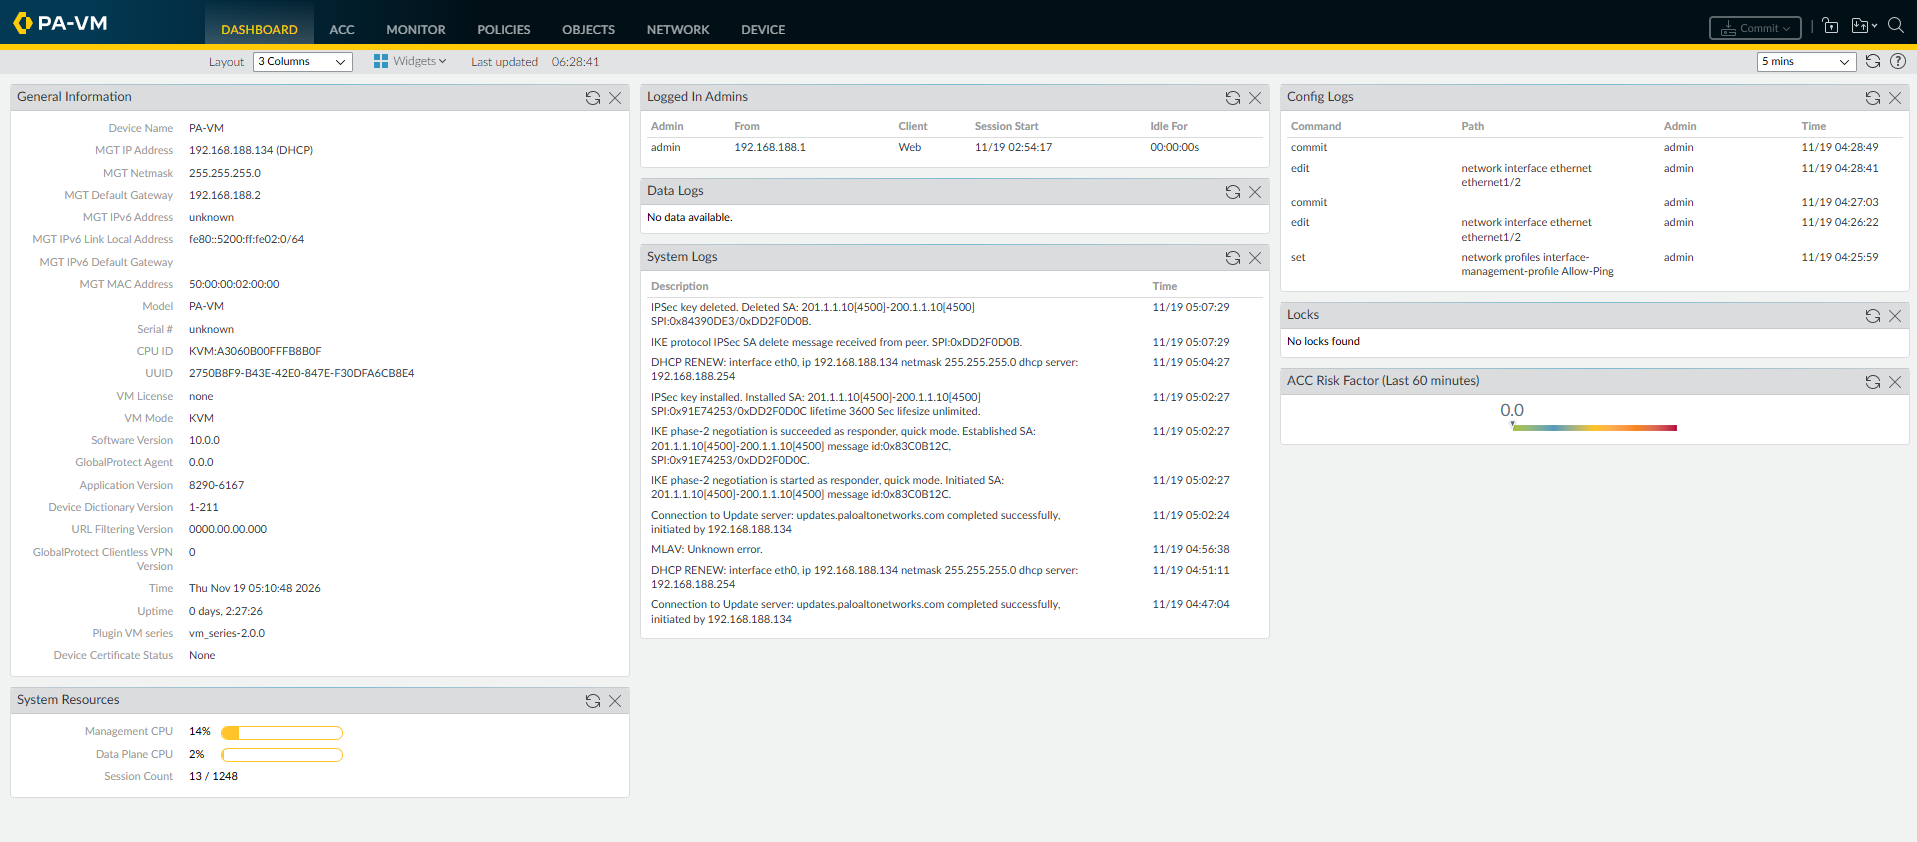 PA-VM
DASHBOARD ACC MONITOR POLICIES OBJECTS NETWORK DEVICE Commit
Layout 3 Columns Widgets Last updated 06:28:41 5 mins
General Information
Device Name PA-VM
MGT IP Address 192.168.188.134 (DHCP)
MGT Netmask 255.255.255.0
MGT Default Gateway 192.168.188.2
MGT IPv6 Address unknown
MGT IPv6 Link Local Address fe80::5200:ff:fe02:0/64
MGT IPv6 Default Gateway
MGT MAC Address 50:00:00:02:00:00
Model PA-VM
Serial # unknown
CPU ID KVM:A3060B00FFFB8B0F
UUID 2750B8F9-B43E-42E0-847E-F30DFA6CB8E4
VM License none
VM Mode KVM
Software Version 10.0.0
GlobalProtect Agent 0.0.0
Application Version 8290-6167
Device Dictionary Version 1-211
URL Filtering Version 0000.00.00.000
GlobalProtect Clientless VPN 0
Version
Time Thu Nov 19 05:10:48 2026
Uptime 0 days, 2:27:26
Plugin VM series vm_series-2.0.0
Device Certificate Status None
System Resources
Management CPU 14%
Data Plane CPU 2%
Session Count 13 / 1248
Logged In Admins
Admin From Client Session Start Idle For
admin 192.168.188.1 Web 11/19 02:54:17 00:00:00s
Data Logs
No data available.
System Logs
Description Time
IPSec key deleted. Deleted SA: 201.1.1.10[4500]-200.1.1.10[4500] 11/19 05:07:29
SPI:0x84390DE3/0xDD2F0D0B.
IKE protocol IPSec SA delete message received from peer. SPI:0xDD2F0D0B. 11/19 05:07:29
DHCP RENEW: interface eth0, ip 192.168.188.134 netmask 255.255.255.0 dhcp server: 11/19 05:04:27
192.168.188.254
IPSec key installed. Installed SA: 201.1.1.10[4500]-200.1.1.10[4500] 11/19 05:02:27
SPI:0x91E74253/0xDD2F0D0C lifetime 3600 Sec lifesize unlimited.
IKE phase-2 negotiation is succeeded as responder, quick mode. Established SA: 11/19 05:02:27
201.1.1.10[4500]-200.1.1.10[4500] message id:0x83C0B12C,
SPI:0x91E74253/0xDD2F0D0C.
IKE phase-2 negotiation is started as responder, quick mode. Initiated SA: 11/19 05:02:27
201.1.1.10[4500]-200.1.1.10[4500] message id:0x83C0B12C.
Connection to Update server: updates.paloaltonetworks.com completed successfully, 11/19 05:02:24
initiated by 192.168.188.134
MLAV: Unknown error. 11/19 04:56:38
DHCP RENEW: interface eth0, ip 192.168.188.134 netmask 255.255.255.0 dhcp server: 11/19 04:51:11
192.168.188.254
Connection to Update server: updates.paloaltonetworks.com completed successfully, 11/19 04:47:04
initiated by 192.168.188.134
Config Logs
Command Path Admin Time
commit admin 11/19 04:28:49
edit network interface ethernet admin 11/19 04:28:41
ethernet1/2
commit admin 11/19 04:27:03
edit network interface ethernet admin 11/19 04:26:22
ethernet1/2
set network profiles interface- admin 11/19 04:25:59
management-profile Allow-Ping
Locks
No locks found
ACC Risk Factor (Last 60 minutes)
0.0